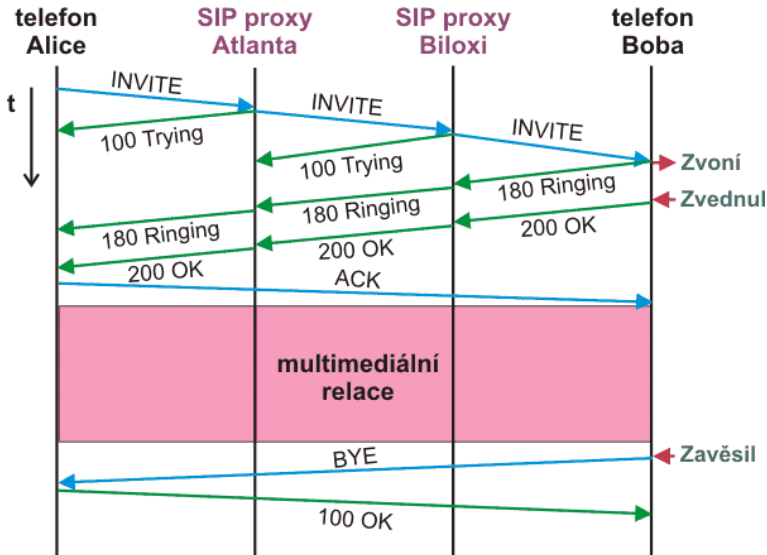 telefon
Alice
SIP proxy
Atlanta
SIP proxy
Biloxi
telefon
Boba
t
INVITE
INVITE
INVITE
100 Trying
100 Trying
Zvoní
180 Ringing
180 Ringing
180 Ringing
Zvednul
200 OK
200 OK
200 OK
ACK
multimediální
relace
Zavěsil
BYE
100 OK